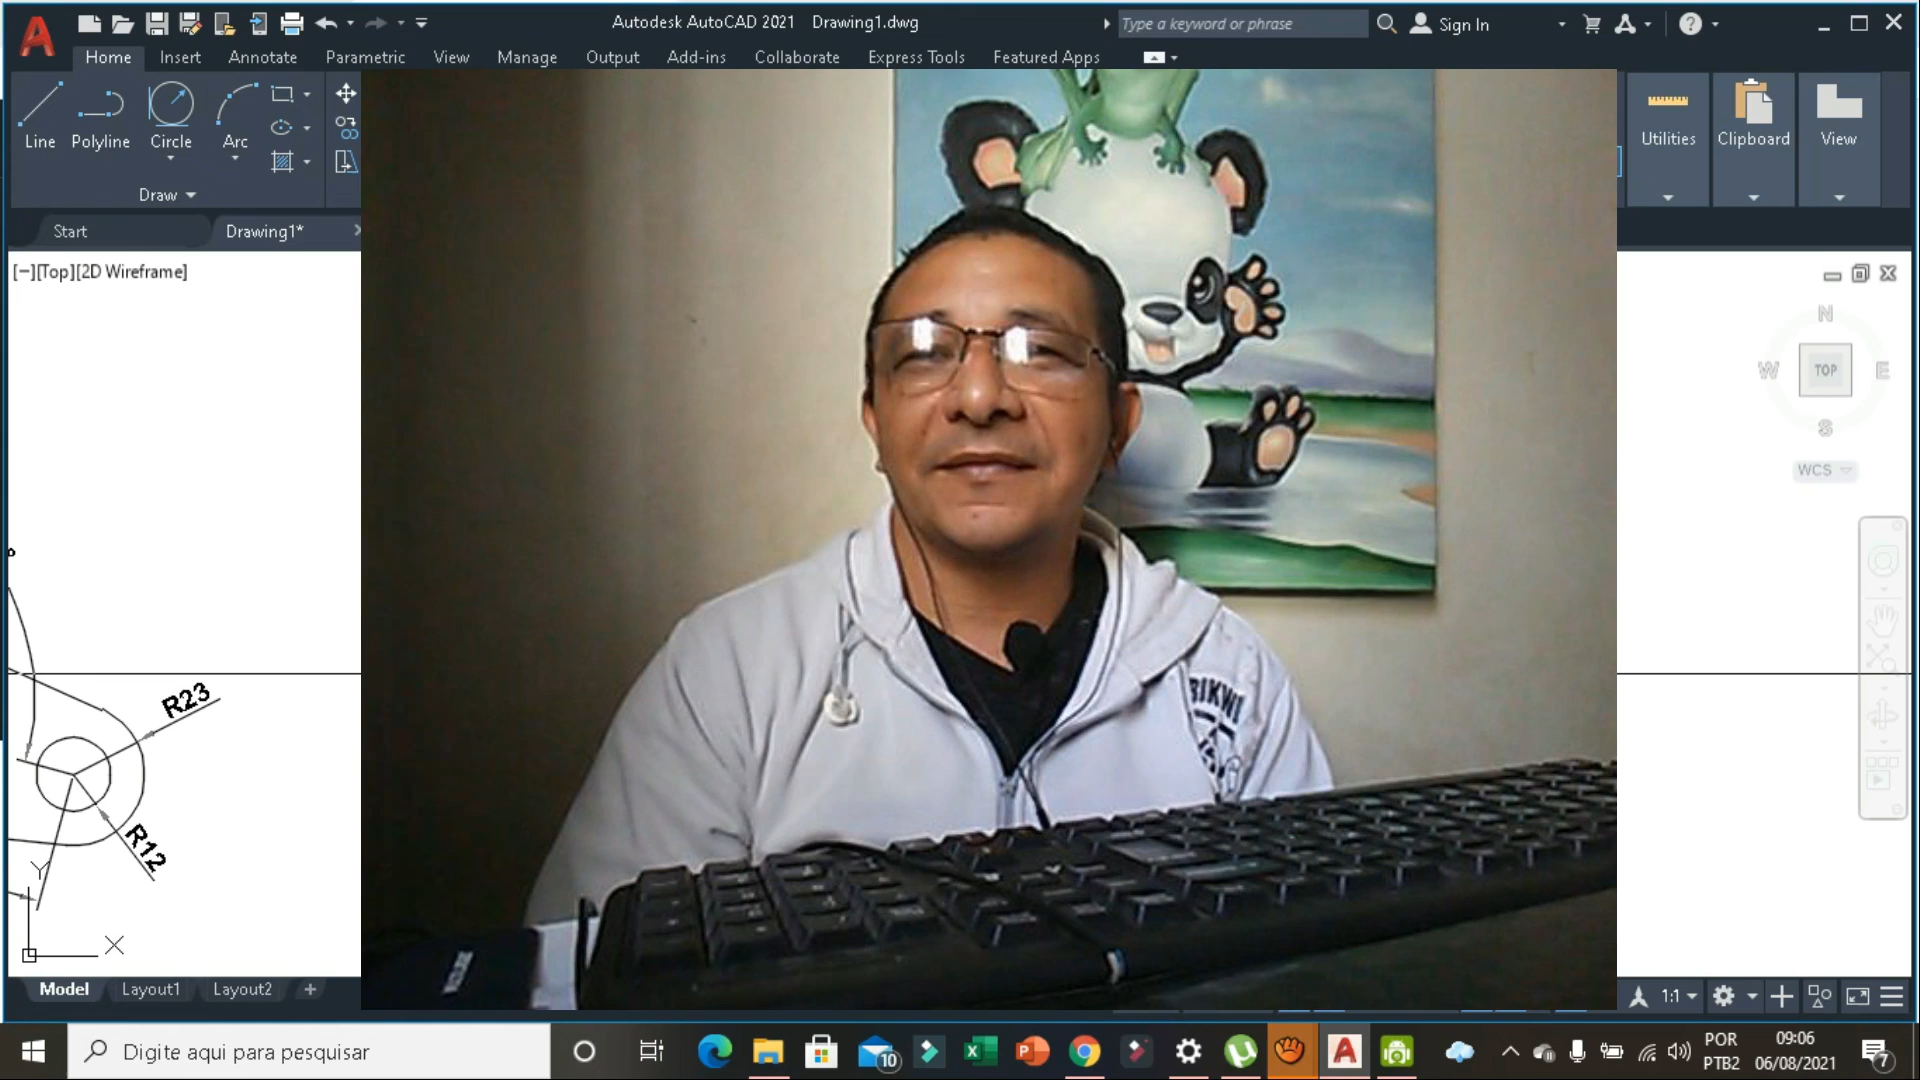 Autodesk AutoCAD 2021 Drawing1.dwg
Type a keyword or phrase
Sign In
Home Insert Annotate Parametric View Manage Output Add-ins Collaborate Express Tools Featured Apps
Line Polyline Circle Arc
Draw
Utilities Clipboard View
Start Drawing1*
[−][Top][2D Wireframe]
N
W TOP E
S
WCS
R23
R12
Y
X
Model Layout1 Layout2 +
1:1
Digite aqui para pesquisar
10
POR
PTB2
09:06
06/08/2021
7